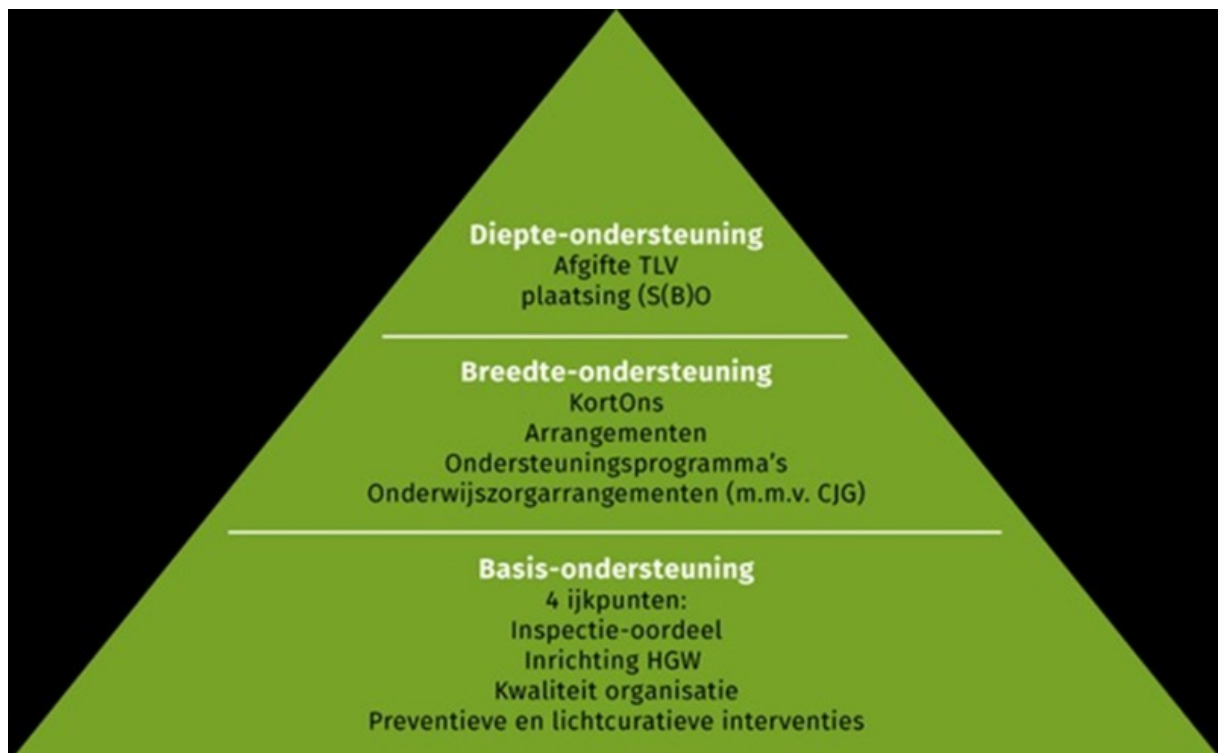 Diepte-ondersteuning
Afgifte TLV
plaatsing (S(B)O
Breedte-ondersteuning
KortOns
Arrangementen
Ondersteuningsprogramma’s
Onderwijszorgarrangementen (m.m.v. CJG)
Basis-ondersteuning
4 ijkpunten:
Inspectie-oordeel
Inrichting HGW
Kwaliteit organisatie
Preventieve en lichtcuratieve interventies